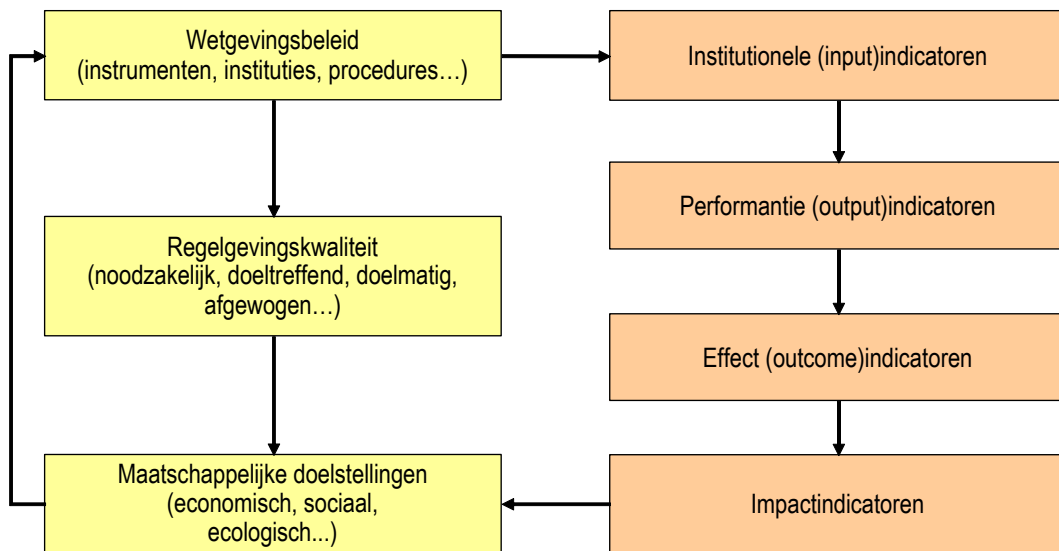 Wetgevingsbeleid
(instrumenten, instituties, procedures…)
Institutionele (input)indicatoren
Performantie (output)indicatoren
Regelgevingskwaliteit
(noodzakelijk, doeltreffend, doelmatig,
afgewogen…)
Effect (outcome)indicatoren
Maatschappelijke doelstellingen
(economisch, sociaal,
ecologisch...)
Impactindicatoren